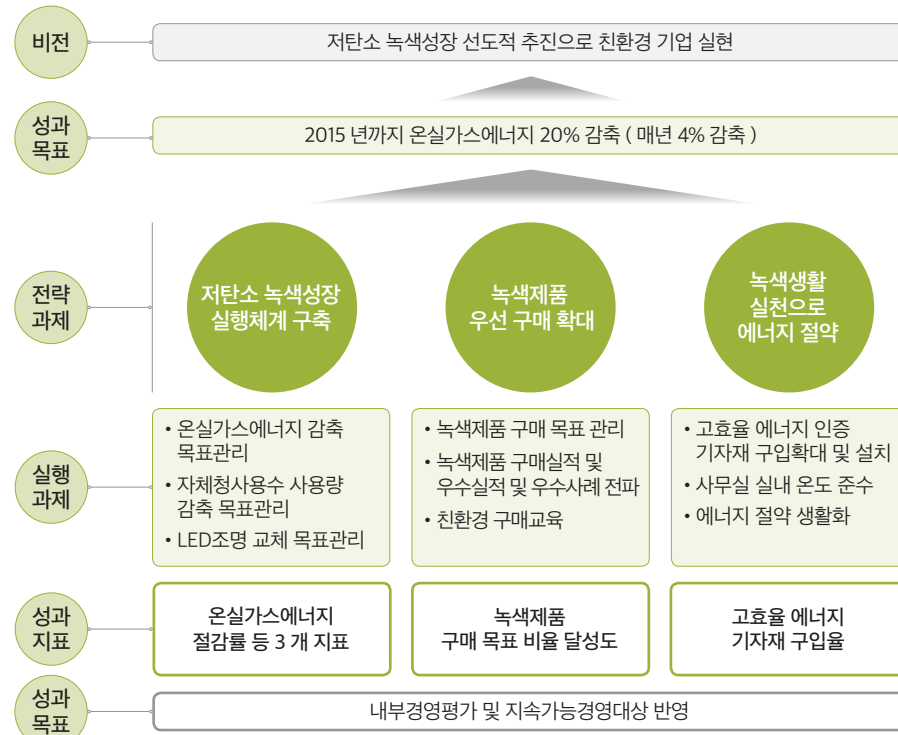 비전
저탄소 녹색성장 선도적 추진으로 친환경 기업 실현
성과
목표
2015 년까지 온실가스에너지 20% 감축 ( 매년 4% 감축 )
전략
과제
저탄소 녹색성장
실행체계 구축
녹색제품
우선 구매 확대
녹색생활
실천으로
에너지 절약
실행
과제
• 온실가스에너지 감축
목표관리
• 자체청사용수 사용량
감축 목표관리
• LED조명 교체 목표관리
• 녹색제품 구매 목표 관리
• 녹색제품 구매실적 및
우수실적 및 우수사례 전파
• 친환경 구매교육
• 고효율 에너지 인증
기자재 구입확대 및 설치
• 사무실 실내 온도 준수
• 에너지 절약 생활화
성과
지표
온실가스에너지
절감률 등 3 개 지표
녹색제품
구매 목표 비율 달성도
고효율 에너지
기자재 구입율
성과
목표
내부경영평가 및 지속가능경영대상 반영